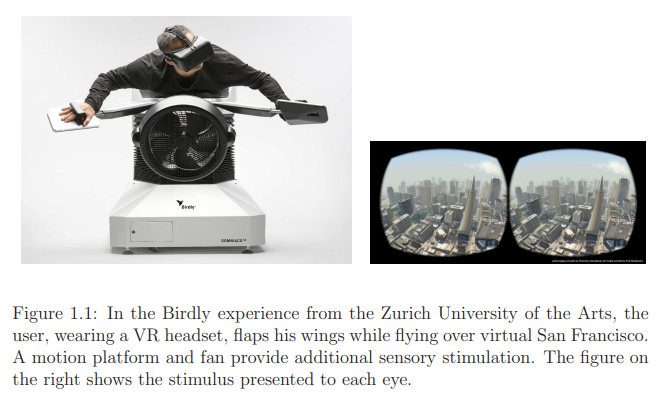 Birdly
SOMNIACS
Figure 1.1: In the Birdly experience from the Zurich University of the Arts, the
user, wearing a VR headset, flaps his wings while flying over virtual San Francisco.
A motion platform and fan provide additional sensory stimulation. The figure on
the right shows the stimulus presented to each eye.